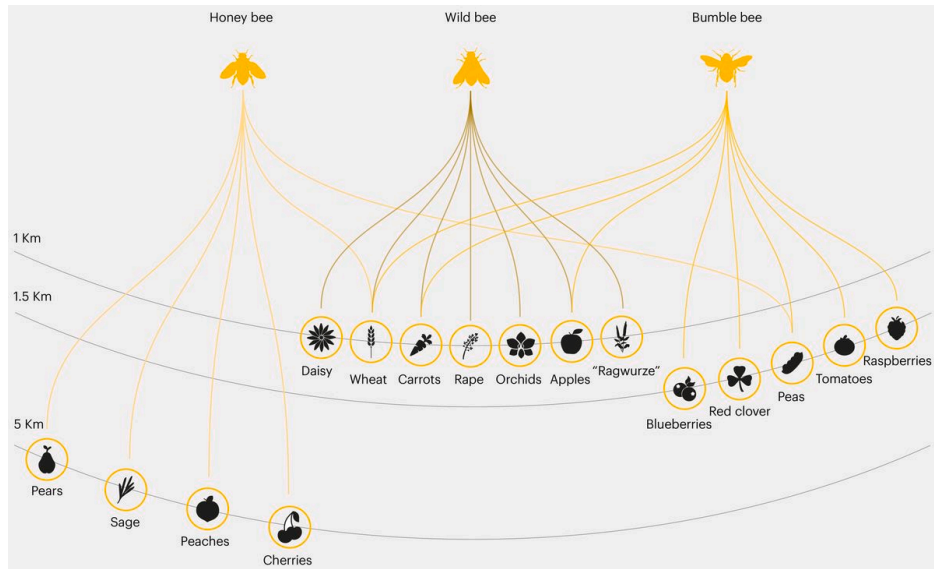 Honey bee
Wild bee
Bumble bee
1 Km
1.5 Km
Daisy
Wheat
Carrots
Rape
Orchids
Apples
“Ragwurze”
Blueberries
Red clover
Peas
Tomatoes
Raspberries
5 Km
Pears
Sage
Peaches
Cherries